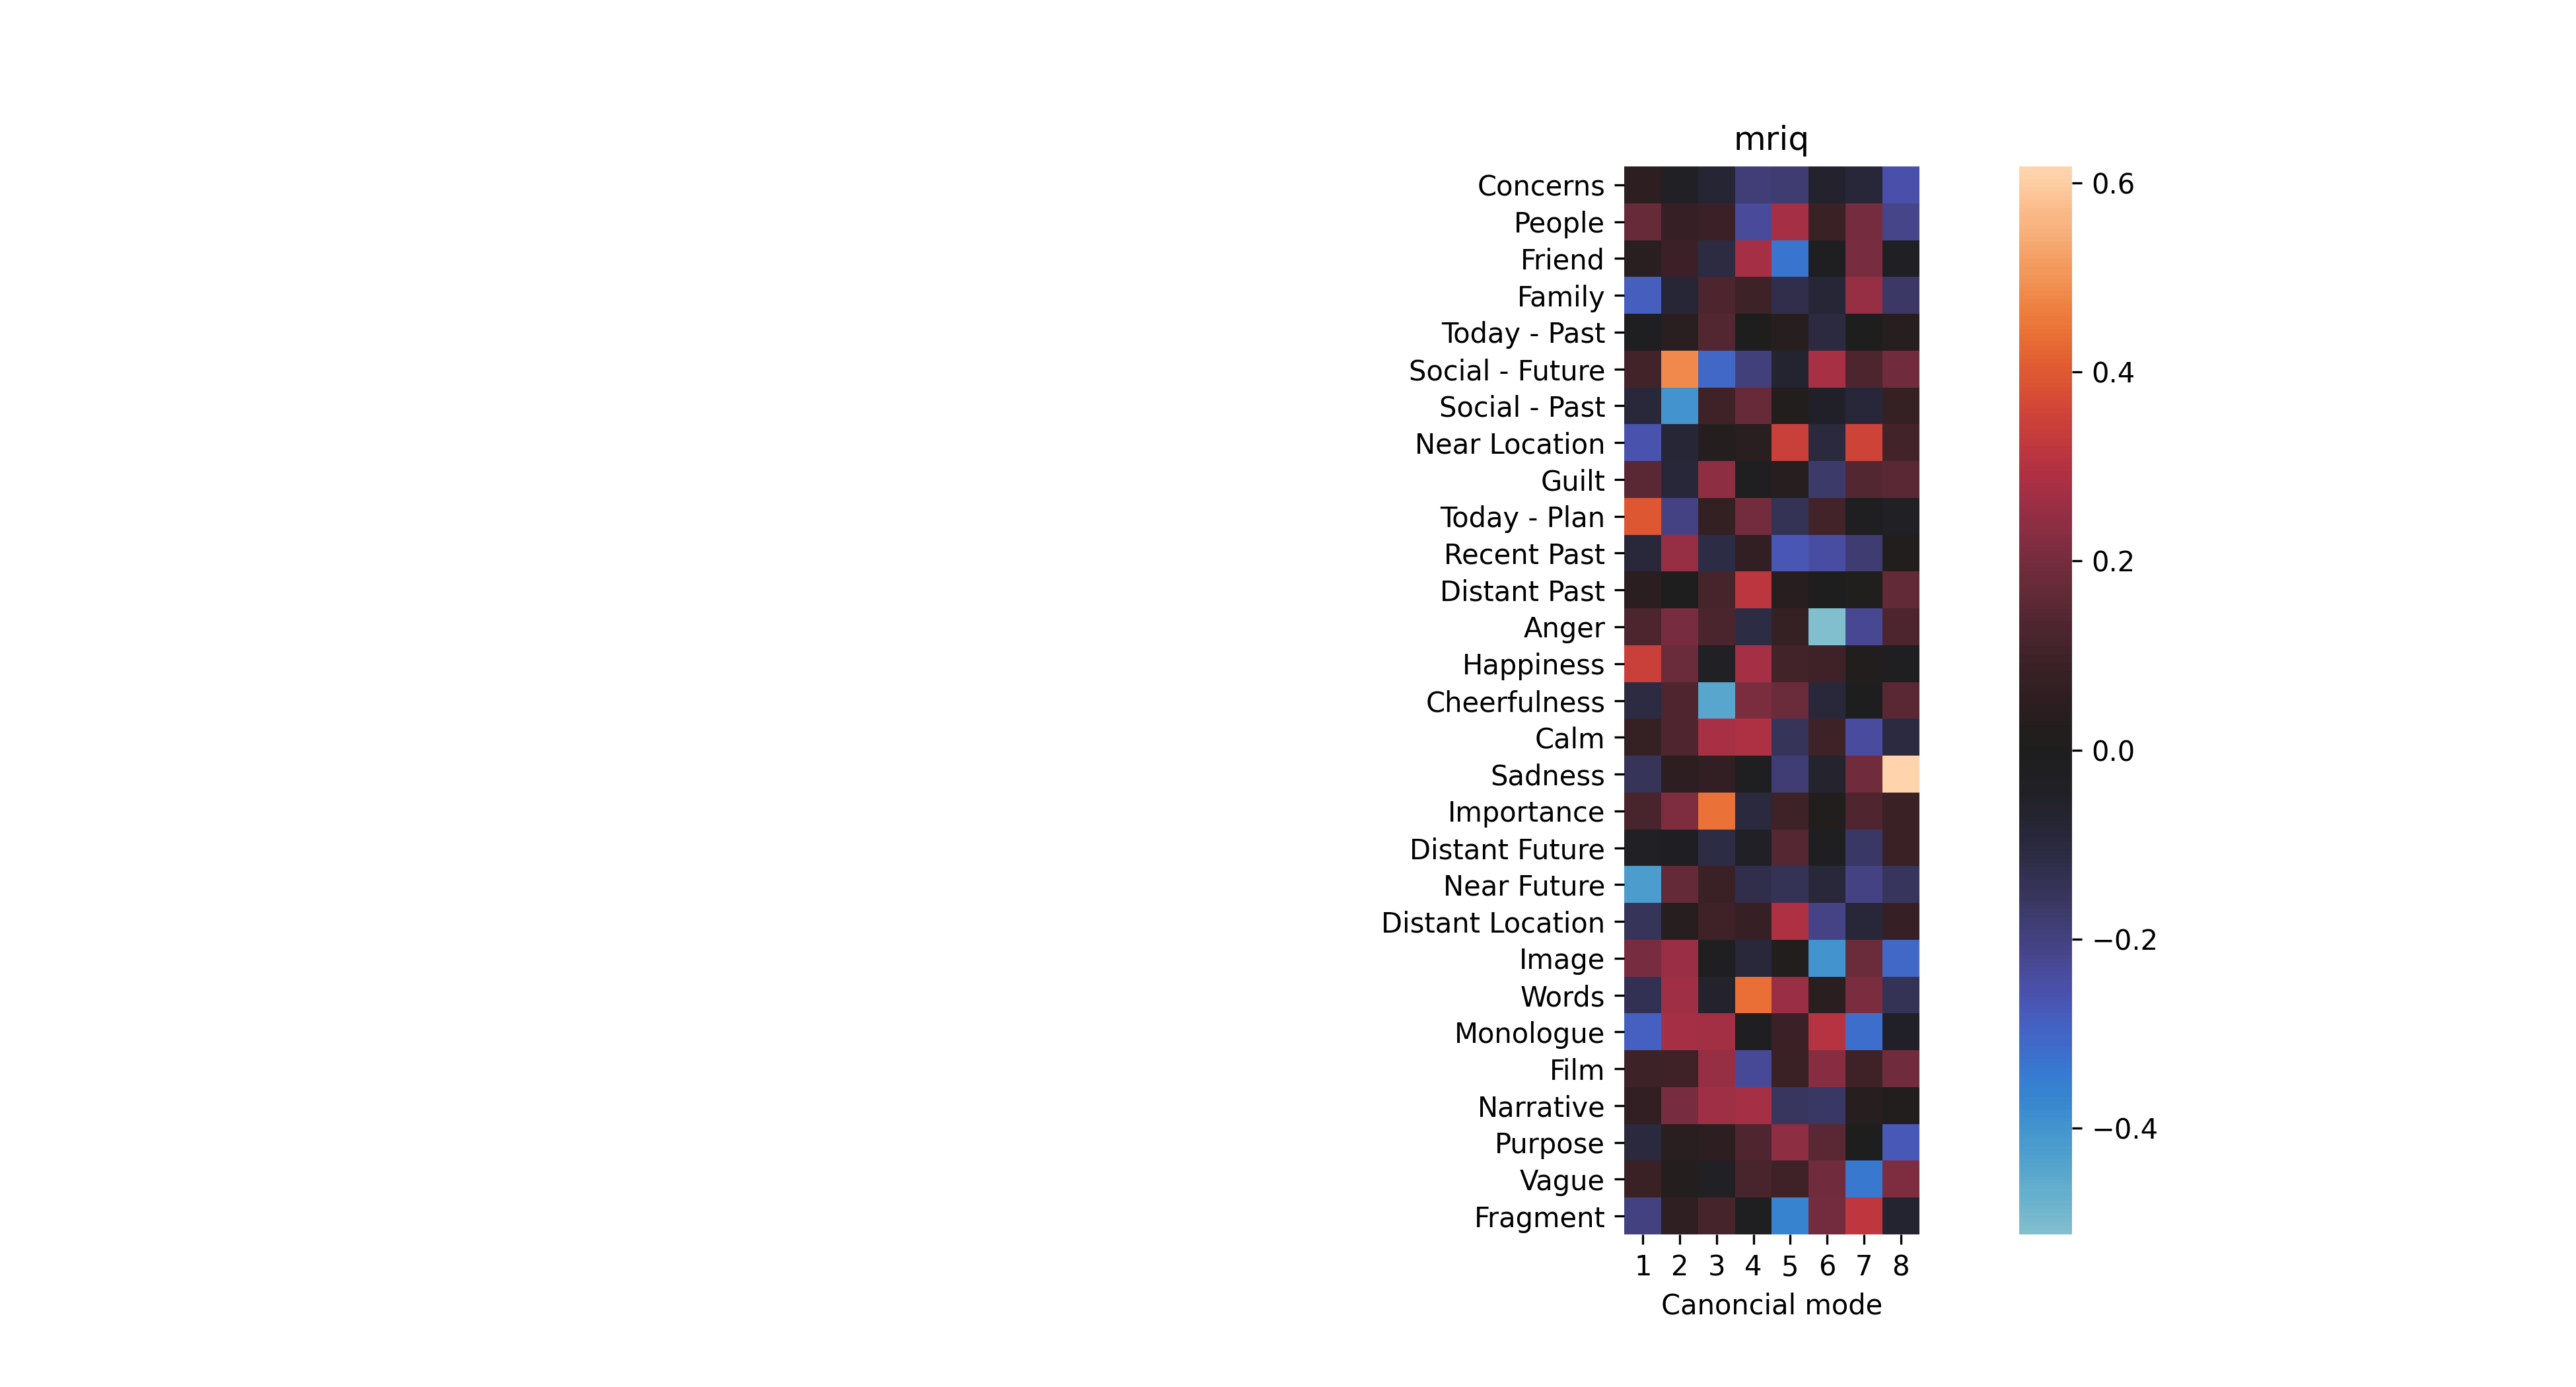 mriq
Concerns
People
Friend
Family
Today - Past
Social - Future
Social - Past
Near Location
Guilt
Today - Plan
Recent Past
Distant Past
Anger
Happiness
Cheerfulness
Calm
Sadness
Importance
Distant Future
Near Future
Distant Location
Image
Words
Monologue
Film
Narrative
Purpose
Vague
Fragment
1 2 3 4 5 6 7 8
Canoncial mode
0.6
0.4
0.2
0.0
−0.2
−0.4